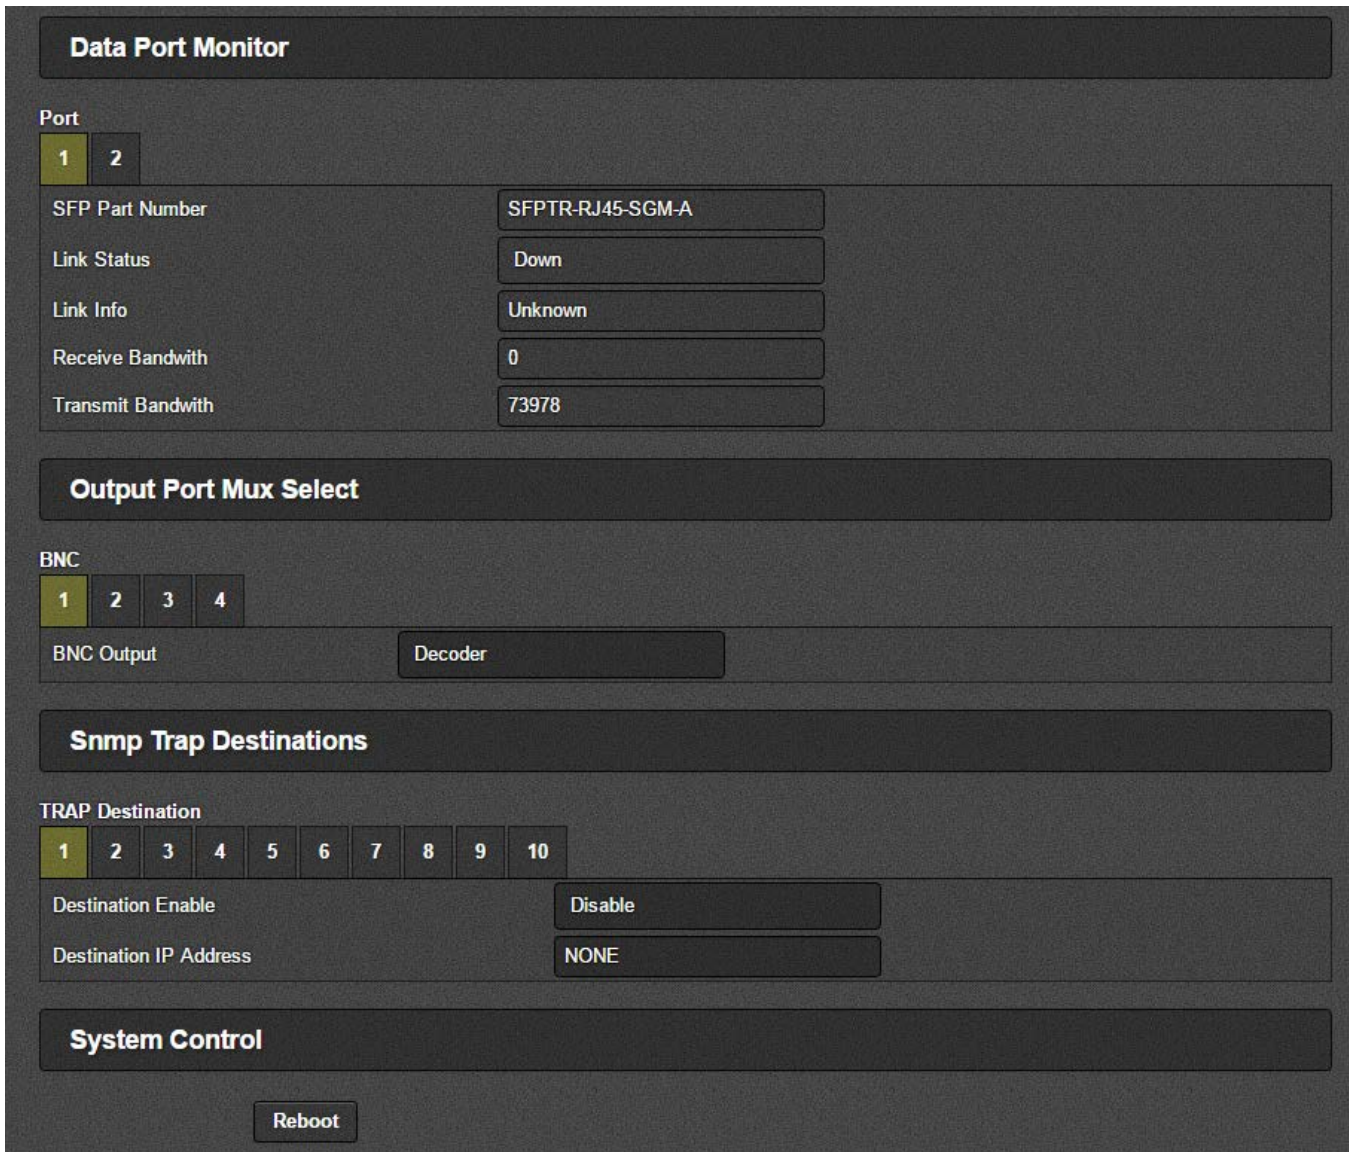 Data Port Monitor
Port
1 2
SFP Part Number SFPTR-RJ45-SGM-A
Link Status Down
Link Info Unknown
Receive Bandwith 0
Transmit Bandwith 73978
Output Port Mux Select
BNC
1 2 3 4
BNC Output Decoder
Snmp Trap Destinations
TRAP Destination
1 2 3 4 5 6 7 8 9 10
Destination Enable Disable
Destination IP Address NONE
System Control
Reboot